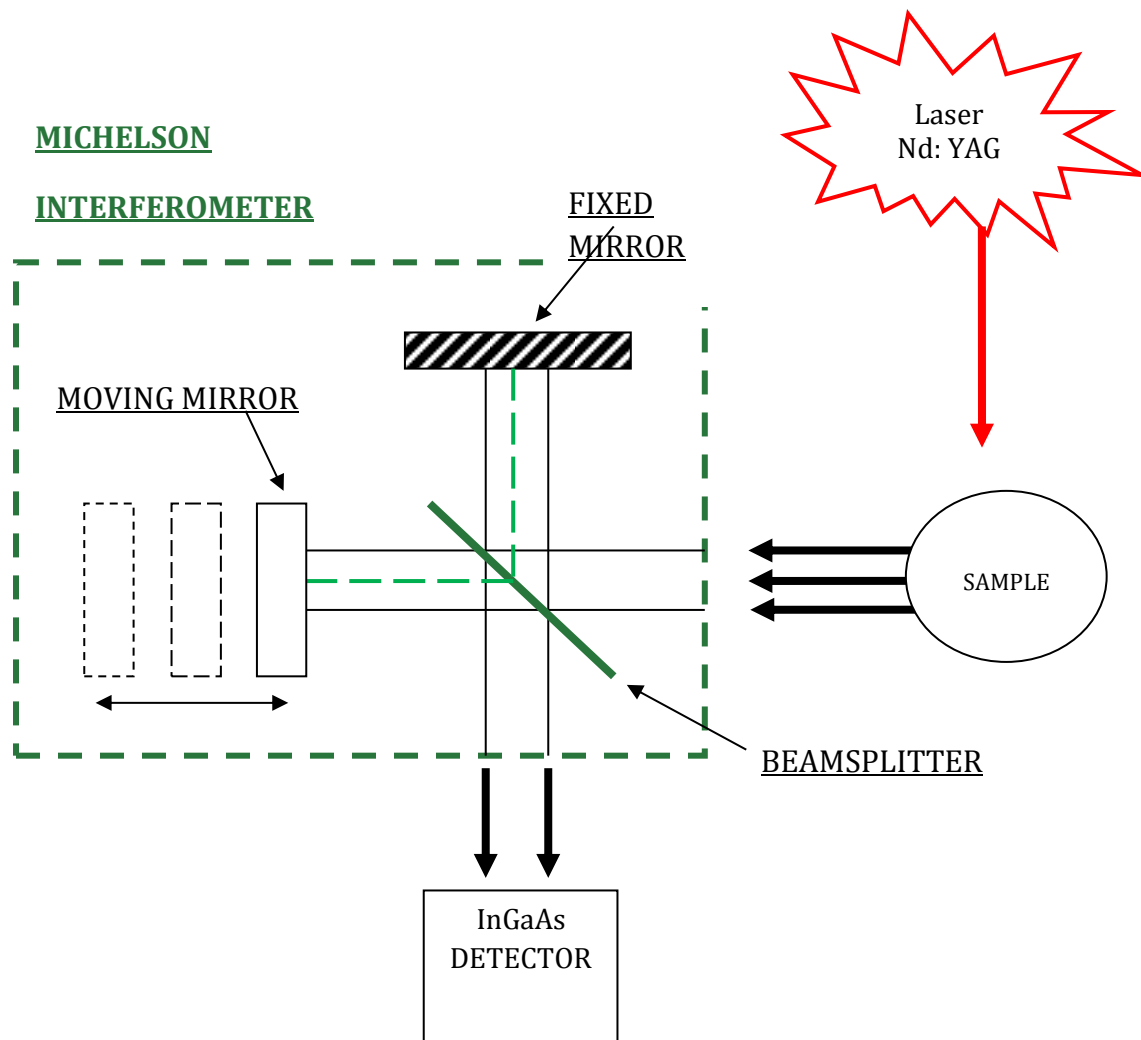 Laser
Nd: YAG
MICHELSON
INTERFEROMETER
FIXED
MIRROR
MOVING MIRROR
SAMPLE
BEAMSPLITTER
InGaAs
DETECTOR